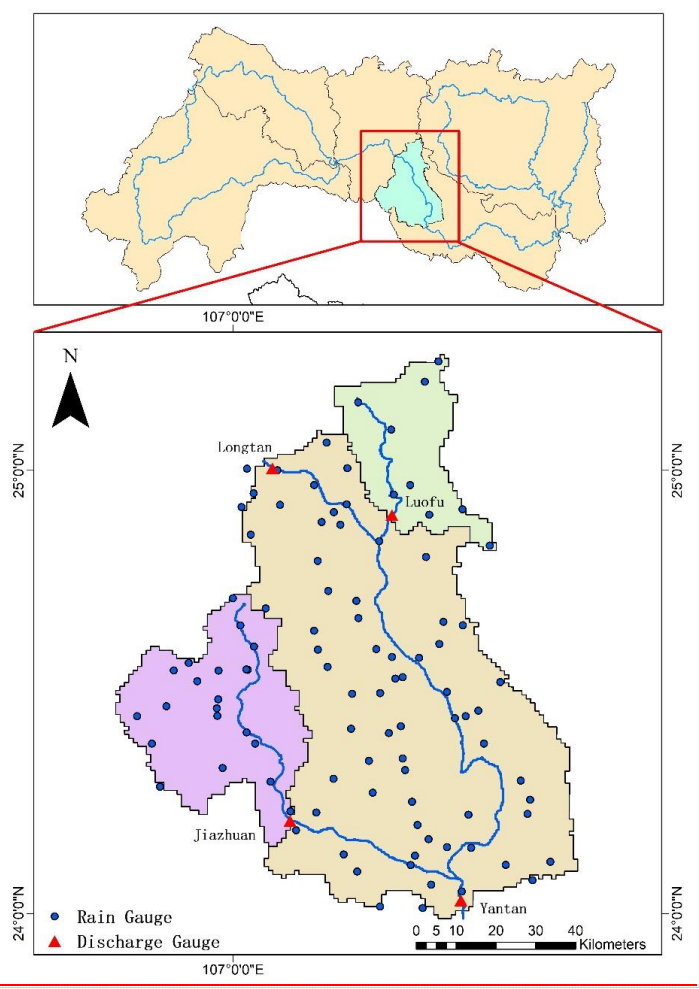 107°0'0"E
N
Longtan
25°0'0"N
25°0'0"N
Luofu
Jiazhuan
Yantan
24°0'0"N
24°0'0"N
Rain Gauge
Discharge Gauge
0 5 10 20 30 40
Kilometers
107°0'0"E